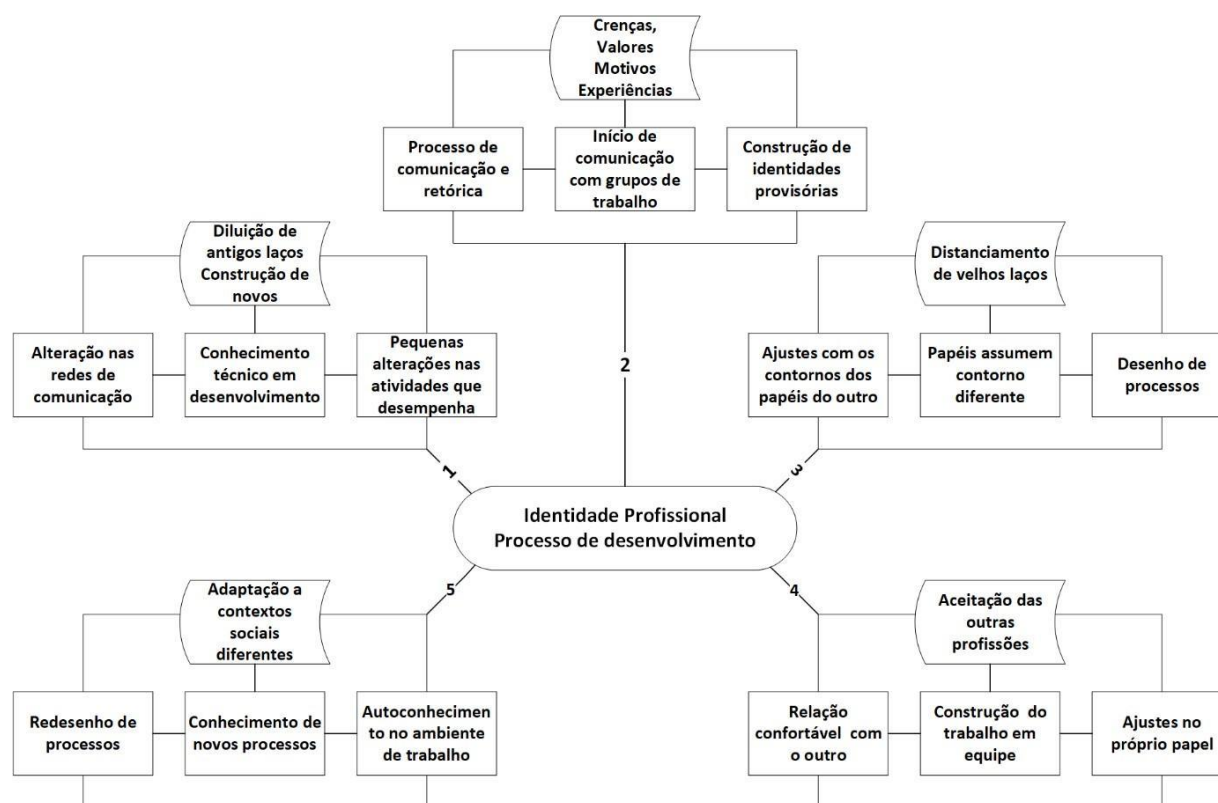 Crenças,
Valores
Motivos
Experiências
Processo de
comunicação e
retórica
Início de
comunicação
com grupos de
trabalho
Construção de
identidades
provisórias
2
Diluição de
antigos laços
Construção de
novos
Alteração nas
redes de
comunicação
Conhecimento
técnico em
desenvolvimento
Pequenas
alterações nas
atividades que
desempenha
1
Distanciamento
de velhos laços
Ajustes com os
contornos dos
papéis do outro
Papéis assumem
contorno
diferente
Desenho de
processos
3
Identidade Profissional
Processo de desenvolvimento
5
Adaptação a
contextos
sociais
diferentes
Redesenho de
processos
Conhecimento de
novos processos
Autoconhecimen
to no ambiente
de trabalho
4
Aceitação das
outras
profissões
Relação
confortável com
o outro
Construção do
trabalho em
equipe
Ajustes no
próprio papel